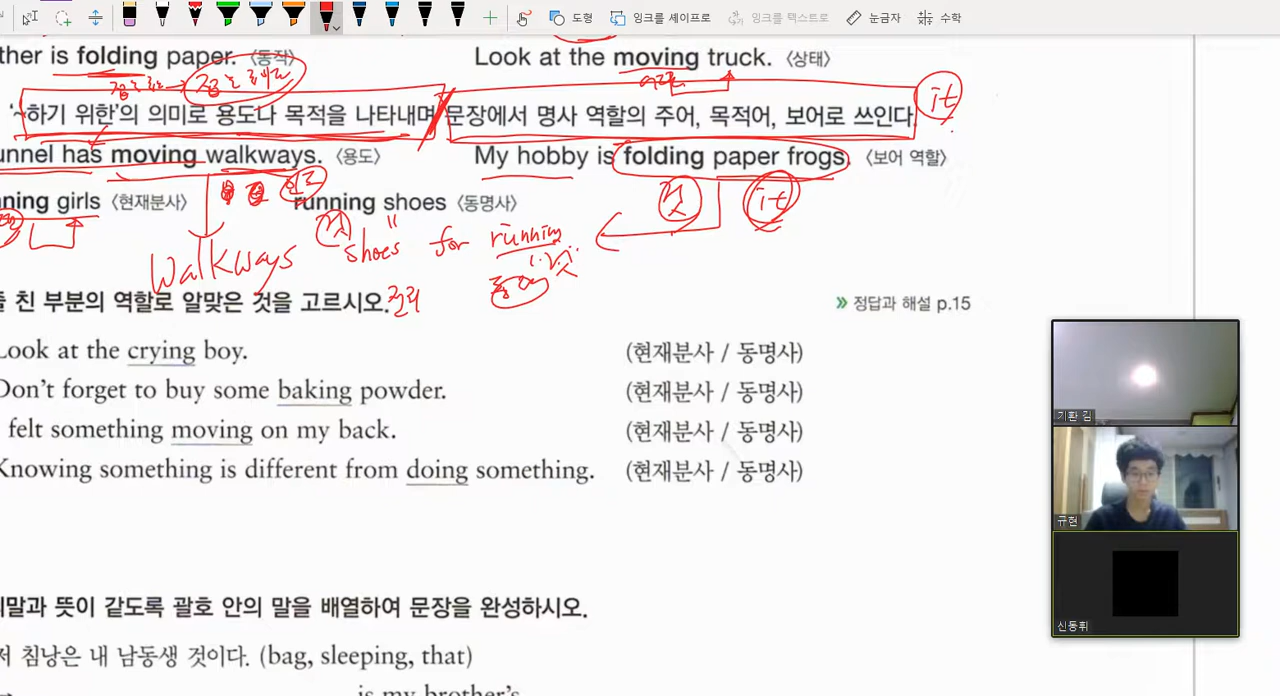 도형 잉크를 셰이프로 잉크를 텍스트로 눈금자 수학
ther is folding paper. 〈동작〉 Look at the moving truck. 〈상태〉
it
'~하기 위한'의 의미로 용도나 목적을 나타내며 문장에서 명사 역할의 주어, 목적어, 보어로 쓰인다.
unnel has moving walkways. 〈용도〉 My hobby is folding paper frogs. 〈보어 역할〉
것 it
nning girls 〈현재분사〉 running shoes 〈동명사〉
walkways shoes for running
줄 친 부분의 역할로 알맞은 것을 고르시오.
정답과 해설 p.15
Look at the crying boy. (현재분사 / 동명사)
Don't forget to buy some baking powder. (현재분사 / 동명사)
felt something moving on my back. (현재분사 / 동명사)
Knowing something is different from doing something. (현재분사 / 동명사)
기환 김
규현
신동휘
리말과 뜻이 같도록 괄호 안의 말을 배열하여 문장을 완성하시오.
저 침낭은 내 남동생 것이다. (bag, sleeping, that)
→ is my brother's